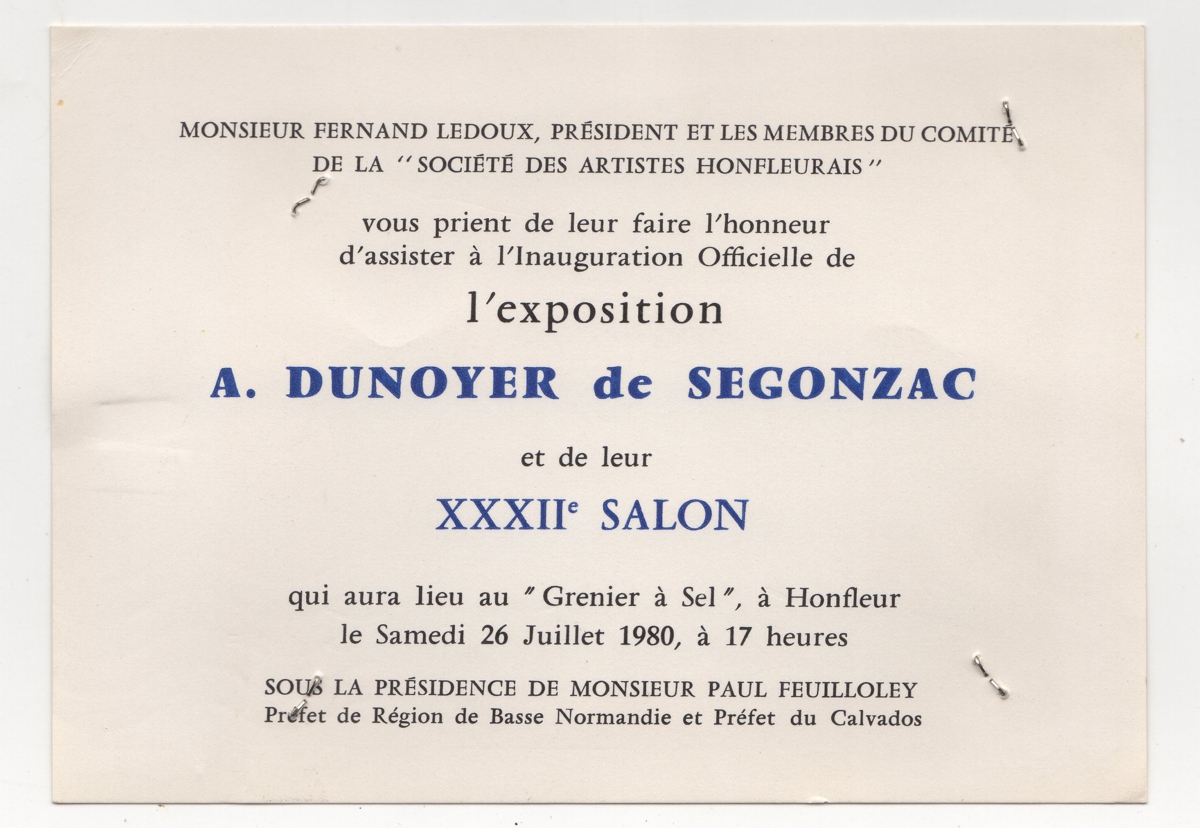 MONSIEUR FERNAND LEDOUX, PRÉSIDENT ET LES MEMBRES DU COMITÉ
DE LA "SOCIÉTÉ DES ARTISTES HONFLEURAIS"
vous prient de leur faire l'honneur
d'assister à l'Inauguration Officielle de
l'exposition
A. DUNOYER de SEGONZAC
et de leur
XXXIIe SALON
qui aura lieu au "Grenier à Sel", à Honfleur
le Samedi 26 Juillet 1980, à 17 heures
SOUS LA PRÉSIDENCE DE MONSIEUR PAUL FEUILLOLEY
Préfet de Région de Basse Normandie et Préfet du Calvados